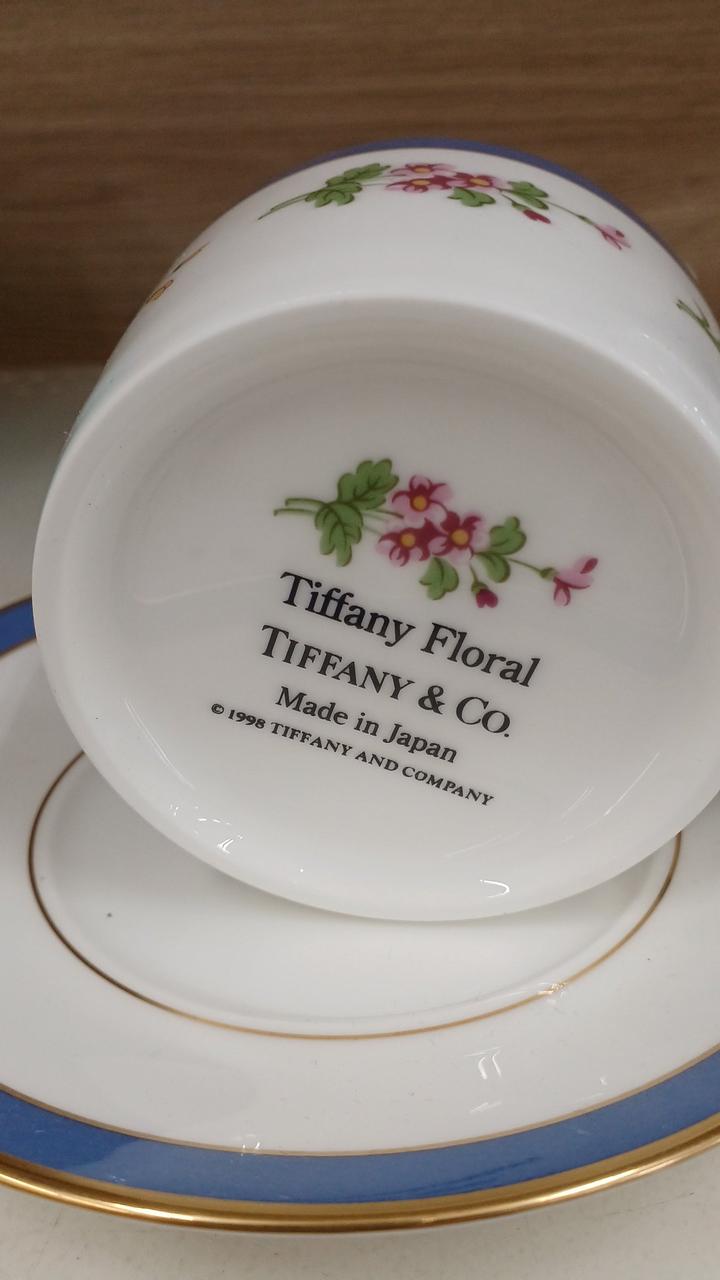 Tiffany Floral
TIFFANY & CO.
Made in Japan
© 1998 TIFFANY AND COMPANY